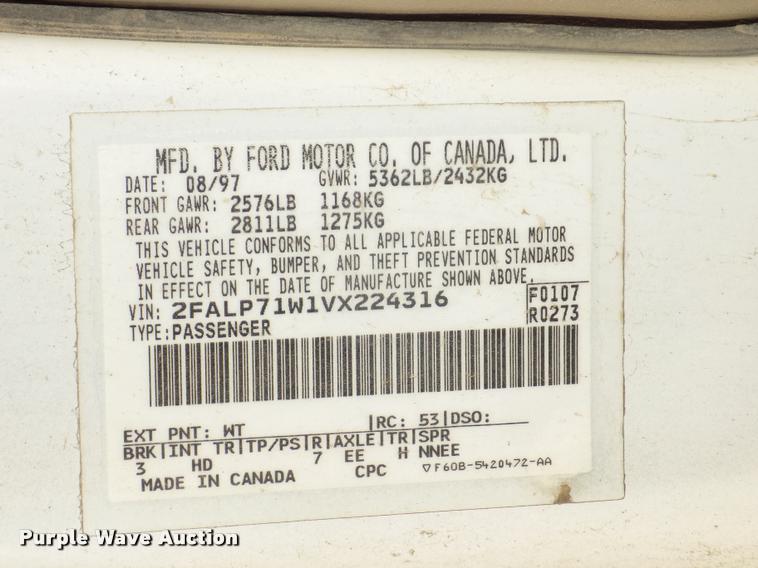 MFD. BY FORD MOTOR CO. OF CANADA, LTD.
DATE: 08/97 GVWR: 5362LB/2432KG
FRONT GAWR: 2576LB 1168KG
REAR GAWR: 2811LB 1275KG
THIS VEHICLE CONFORMS TO ALL APPLICABLE FEDERAL MOTOR
VEHICLE SAFETY, BUMPER, AND THEFT PREVENTION STANDARDS
IN EFFECT ON THE DATE OF MANUFACTURE SHOWN ABOVE.
VIN: 2FALP71W1VX224316 F0107
TYPE: PASSENGER R0273
EXT PNT: WT |RC: 53|DSO:
BRK|INT TR|TP/PS|R|AXLE|TR|SPR
3 HD 7 EE H NNEE
MADE IN CANADA CPC ▽F60B-5420472-AA
Purple Wave Auction